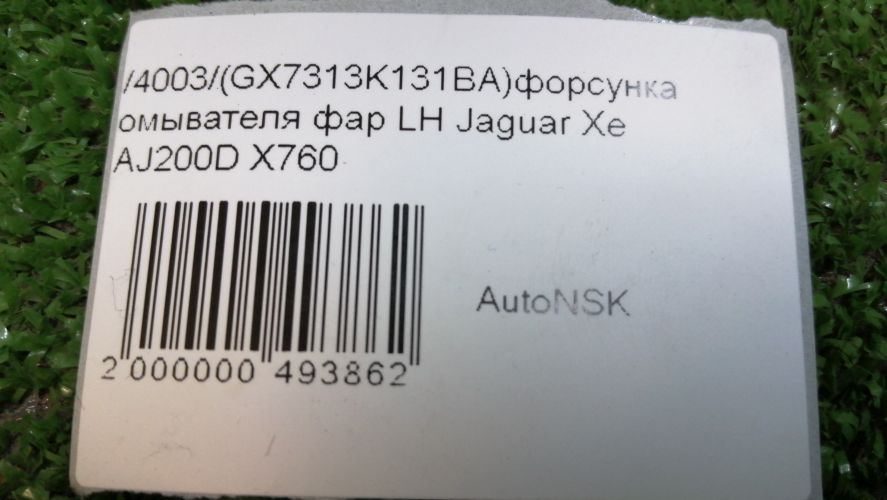 /4003/(GX7313K131BA)форсунка
омывателя фар LH Jaguar Xe
AJ200D X760
AutoNSK
2 000000 493862